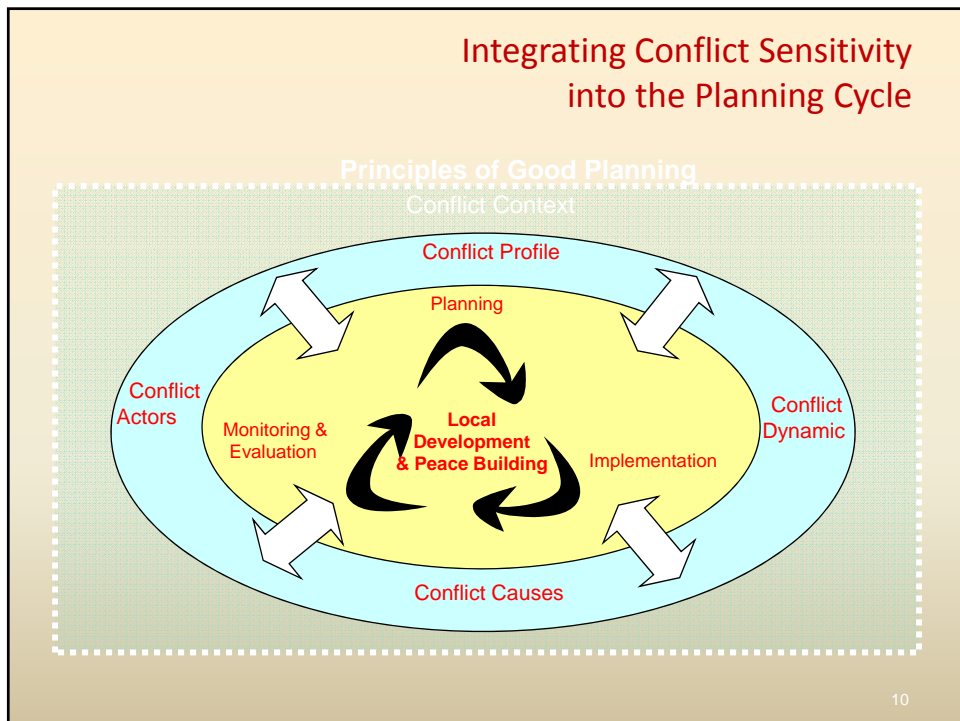 Integrating Conflict Sensitivity
into the Planning Cycle
Principles of Good Planning
Conflict Context
Conflict Profile
Planning
Conflict
Actors
Conflict
Dynamic
Monitoring &
Evaluation
Local
Development
& Peace Building
Implementation
Conflict Causes
10